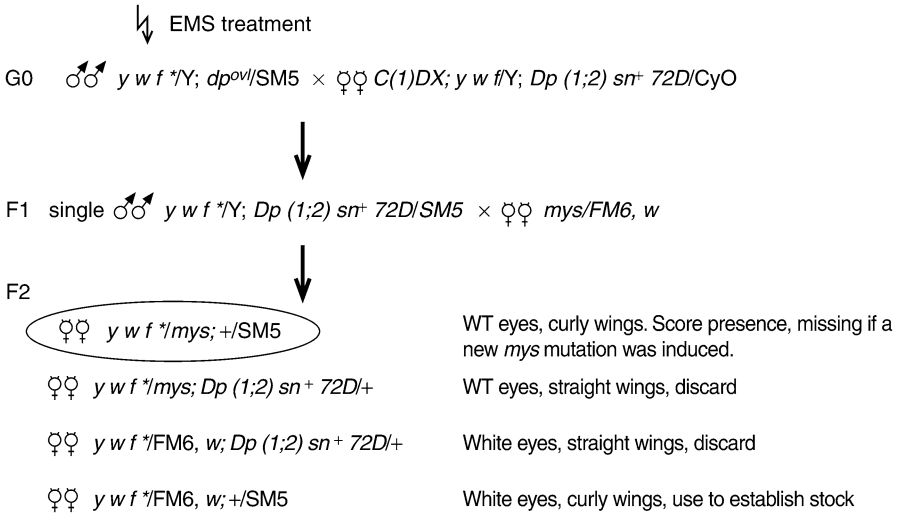 EMS treatment
G0 ♂♂ y w f */Y; dpᵒᵛˡ/SM5 × ☿☿ C(1)DX; y w f/Y; Dp (1;2) sn⁺ 72D/CyO
F1 single ♂♂ y w f */Y; Dp (1;2) sn⁺ 72D/SM5 × ☿☿ mys/FM6, w
F2
☿☿ y w f */mys; +/SM5 WT eyes, curly wings. Score presence, missing if a
new mys mutation was induced.
☿☿ y w f */mys; Dp (1;2) sn⁺ 72D/+ WT eyes, straight wings, discard
☿☿ y w f */FM6, w; Dp (1;2) sn⁺ 72D/+ White eyes, straight wings, discard
☿☿ y w f */FM6, w; +/SM5 White eyes, curly wings, use to establish stock